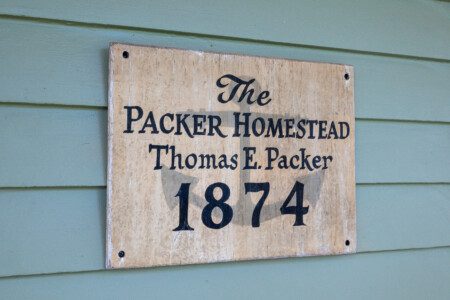 The
PACKER HOMESTEAD
Thomas E. Packer
1874